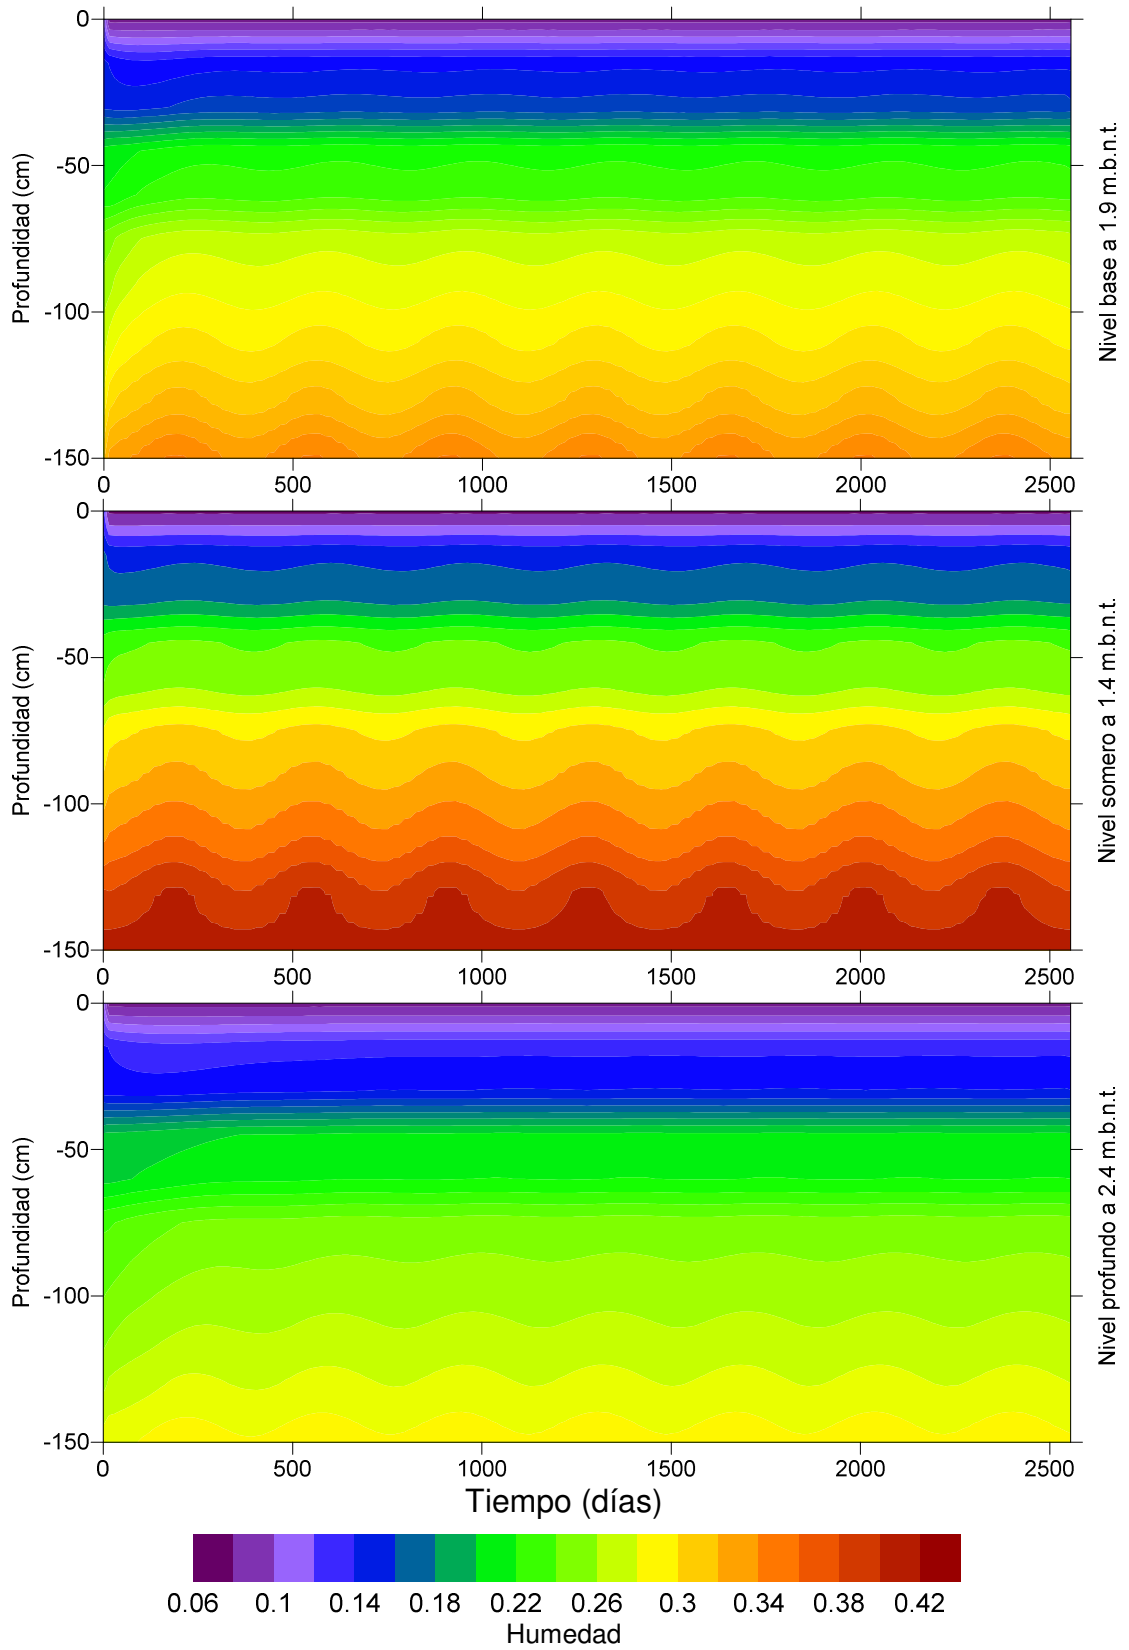 0
-50
-100
-150
Profundidad (cm)
Nivel base a 1.9 m.b.n.t.
0 500 1000 1500 2000 2500
0
-50
-100
-150
Profundidad (cm)
Nivel somero a 1.4 m.b.n.t.
0 500 1000 1500 2000 2500
0
-50
-100
-150
Profundidad (cm)
Nivel profundo a 2.4 m.b.n.t.
0 500 1000 1500 2000 2500
Tiempo (días)
0.06 0.1 0.14 0.18 0.22 0.26 0.3 0.34 0.38 0.42
Humedad